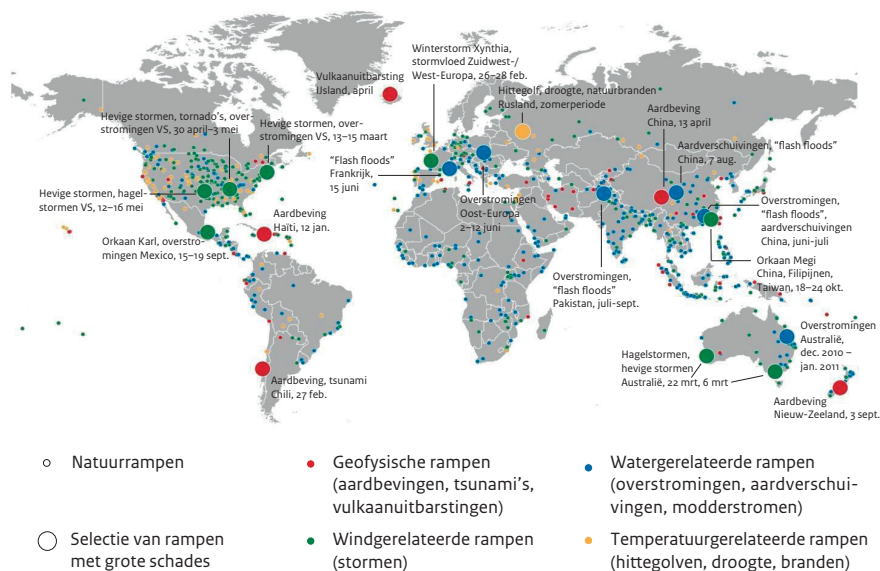 Winterstorm Xynthia,
stormvloed Zuidwest-/
West-Europa, 26–28 feb.
Vulkaanuitbarsting
IJsland, april
Hittegolf, droogte, natuurbranden
Rusland, zomerperiode
Hevige stormen, tornado's, over-
stromingen VS, 30 april–3 mei
Hevige stormen, over-
stromingen VS, 13–15 maart
Aardbeving
China, 13 april
Aardverschuivingen, "flash floods"
China, 7 aug.
"Flash floods"
Frankrijk,
15 juni
Hevige stormen, hagel-
stormen VS, 12–16 mei
Overstromingen
Oost-Europa
2–12 juni
Overstromingen,
"flash floods",
aardverschuivingen
China, juni-juli
Aardbeving
Haïti, 12 jan.
Orkaan Karl, overstro-
mingen Mexico, 15–19 sept.
Orkaan Megi
China, Filipijnen,
Taiwan, 18–24 okt.
Overstromingen,
"flash floods"
Pakistan, juli-sept.
Overstromingen
Australië,
dec. 2010 –
jan. 2011
Hagelstormen,
hevige stormen
Australië, 22 mrt, 6 mrt
Aardbeving, tsunami
Chili, 27 feb.
Aardbeving
Nieuw-Zeeland, 3 sept.
Natuurrampen
Selectie van rampen
met grote schades
Geofysische rampen
(aardbevingen, tsunami's,
vulkaanuitbarstingen)
Windgerelateerde rampen
(stormen)
Watergerelateerde rampen
(overstromingen, aardverschui-
vingen, modderstromen)
Temperatuurgerelateerde rampen
(hittegolven, droogte, branden)